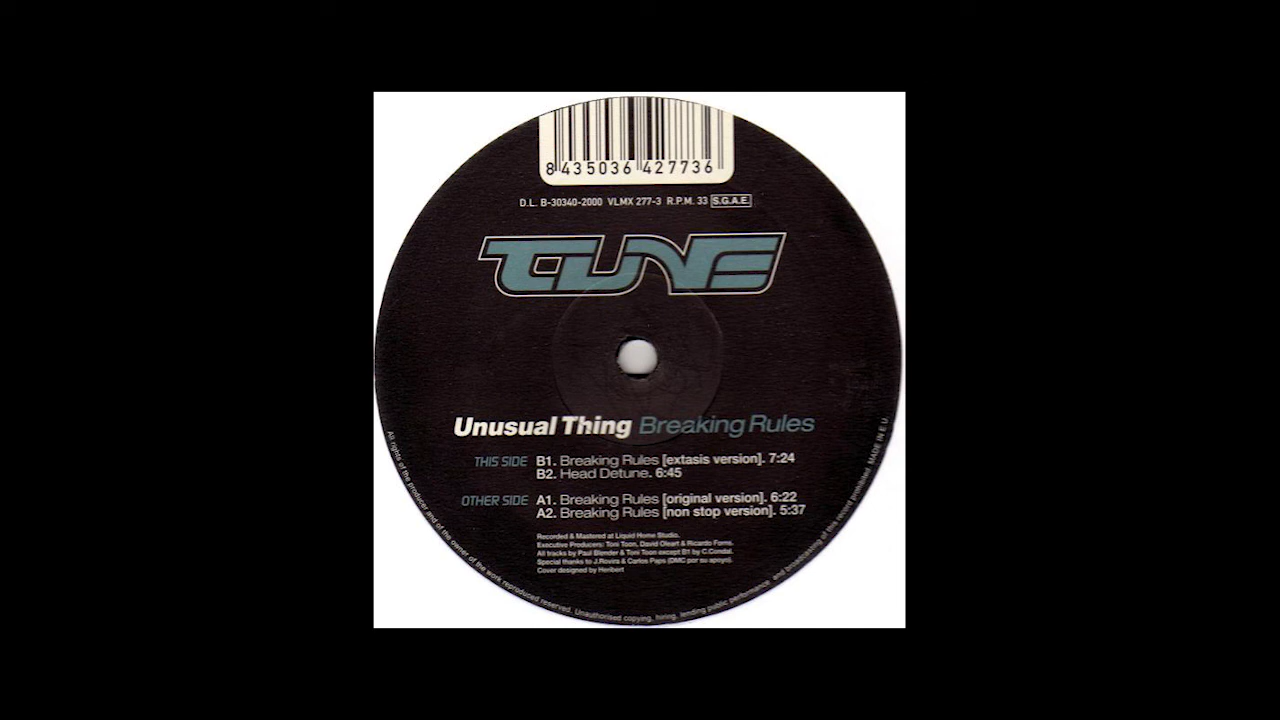 8 435036 427736
D.L. B-30340-2000 VLMX 277-3 R.P.M. 33 S.G.A.E.
TUNE
Unusual Thing Breaking Rules
THIS SIDE B1. Breaking Rules [extasis version]. 7:24
B2. Head Detune. 6:45
OTHER SIDE A1. Breaking Rules [original version]. 6:22
A2. Breaking Rules [non stop version]. 5:37
Recorded & Mastered at Liquid Home Studio.
Executive Producers: Toni Toon, David Oleart & Ricardo Forns.
All tracks by Paul Blender & Toni Toon except B1 by C.Condal.
Special thanks to J.Rovira & Carlos Paps (DMC por su apoyo).
Cover designed by Heribert
All rights of the producer and of the owner of the work reproduced reserved. Unauthorised copying, hiring, lending public performance and broadcasting of this record prohibited. MADE IN E.U.